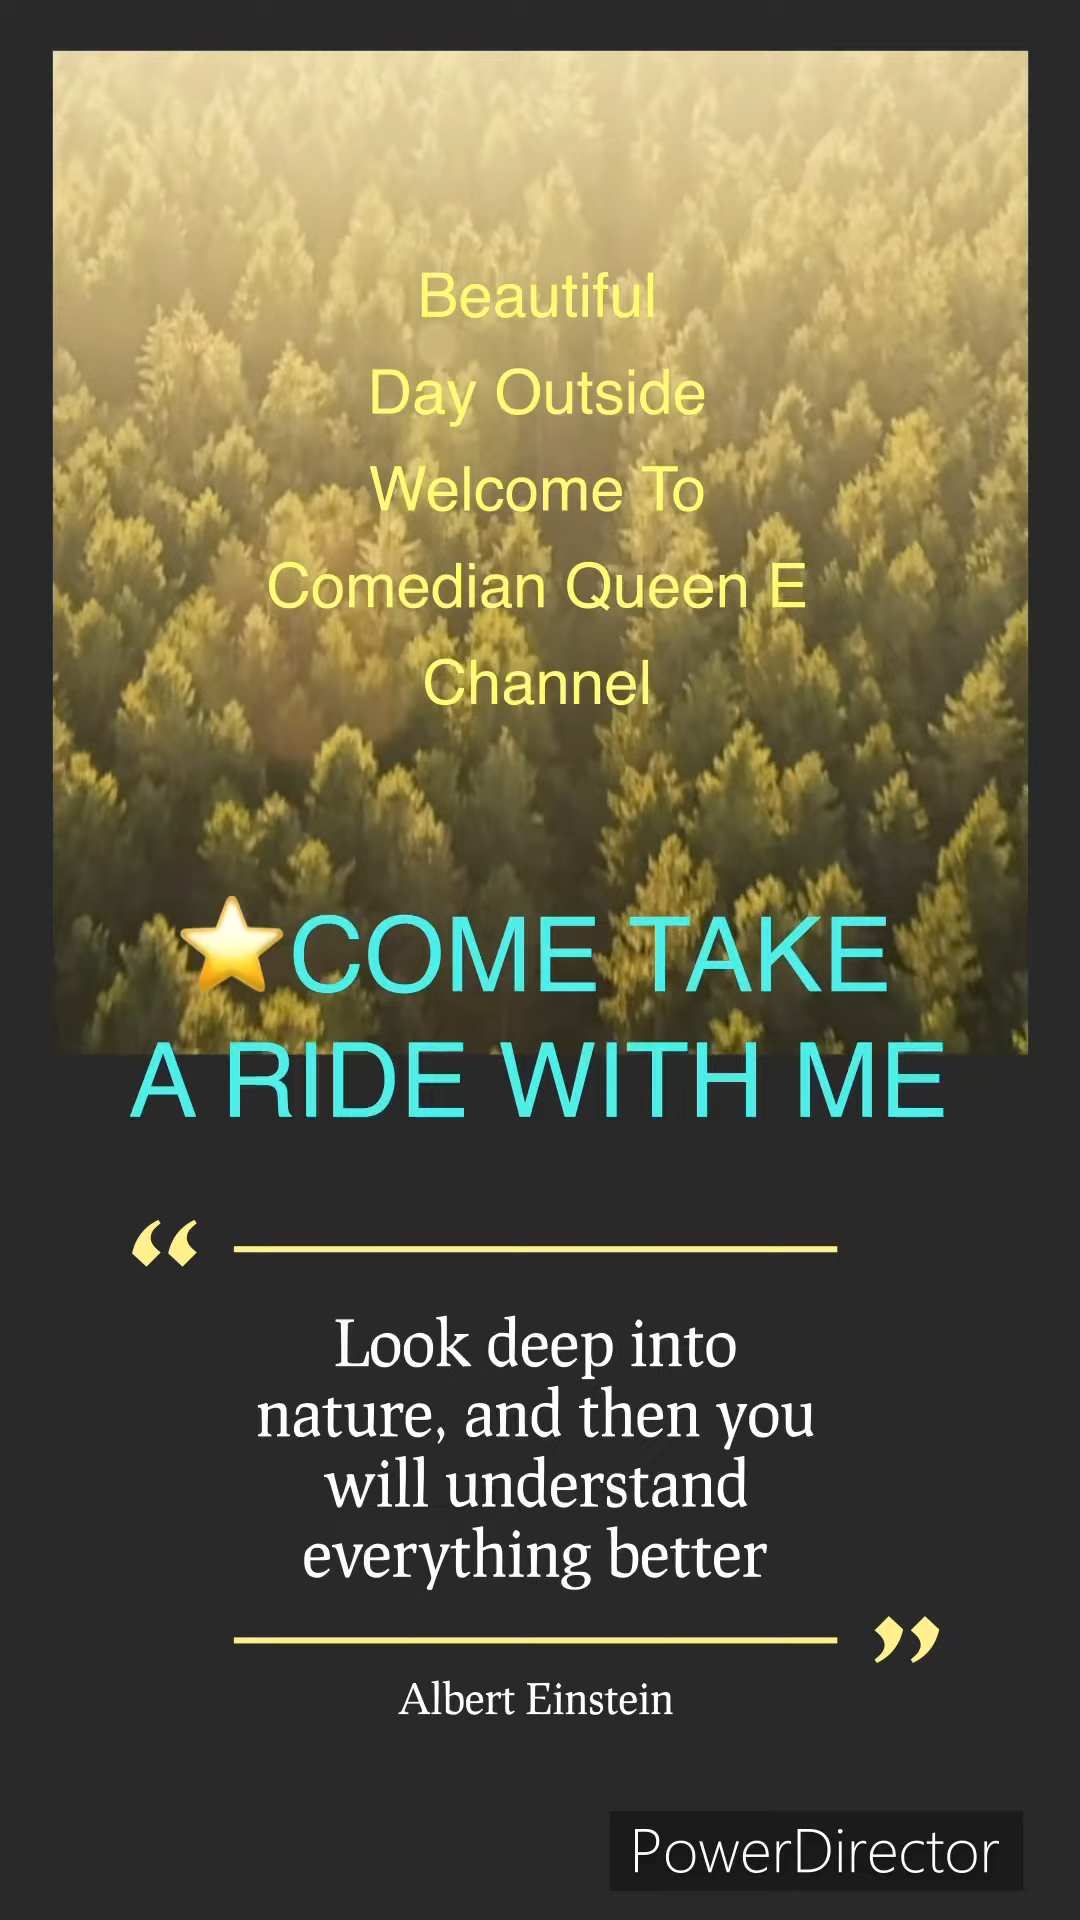 Beautiful
Day Outside
Welcome To
Comedian Queen E
Channel
⭐COME TAKE
A RIDE WITH ME
“
Look deep into
nature, and then you
will understand
everything better
”
Albert Einstein
PowerDirector